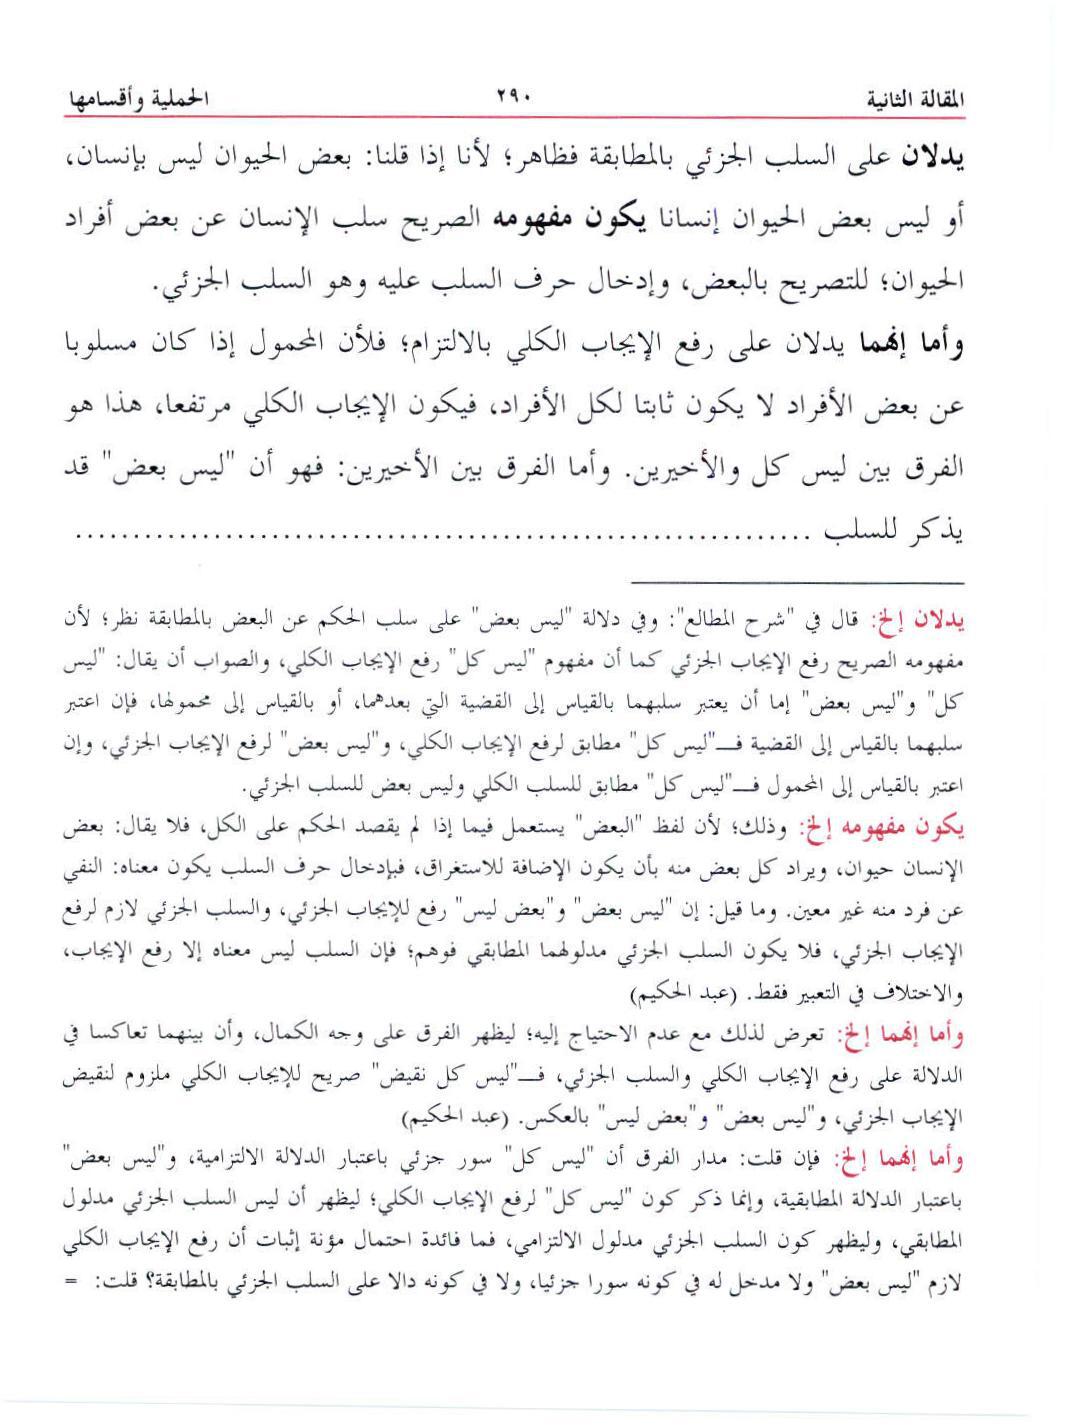 المقالة الثانية ٢٩٠ الحملية وأقسامها
يدلان على السلب الجزئي بالمطابقة فظاهر؛ لأنا إذا قلنا: بعض الحيوان ليس بإنسان،
أو ليس بعض الحيوان إنسانا يكون مفهومه الصريح سلب الإنسان عن بعض أفراد
الحيوان؛ للتصريح بالبعض، وإدخال حرف السلب عليه وهو السلب الجزئي.
وأما إنهما يدلان على رفع الإيجاب الكلي بالالتزام؛ فلأن المحمول إذا كان مسلوبا
عن بعض الأفراد لا يكون ثابتا لكل الأفراد، فيكون الإيجاب الكلي مرتفعا، هذا هو
الفرق بين ليس كل والأخيرين. وأما الفرق بين الأخيرين: فهو أن "ليس بعض" قد
يذكر للسلب ................................................................
يدلان إلخ: قال في "شرح المطالع": وفي دلالة "ليس بعض" على سلب الحكم عن البعض بالمطابقة نظر؛ لأن
مفهومه الصريح رفع الإيجاب الجزئي كما أن مفهوم "ليس كل" رفع الإيجاب الكلي، والصواب أن يقال: "ليس
كل" و"ليس بعض" إما أن يعتبر سلبهما بالقياس إلى القضية التي بعدهما، أو بالقياس إلى محمولها، فإن اعتبر
سلبهما بالقياس إلى القضية فــ"ليس كل" مطابق لرفع الإيجاب الكلي، و"ليس بعض" لرفع الإيجاب الجزئي، وإن
اعتبر بالقياس إلى المحمول فــ"ليس كل" مطابق للسلب الكلي وليس بعض للسلب الجزئي.
يكون مفهومه إلخ: وذلك؛ لأن لفظ "البعض" يستعمل فيما إذا لم يقصد الحكم على الكل، فلا يقال: بعض
الإنسان حيوان، ويراد كل بعض منه بأن يكون الإضافة للاستغراق، فبإدخال حرف السلب يكون معناه: النفي
عن فرد منه غير معين. وما قيل: إن "ليس بعض" و"بعض ليس" رفع للإيجاب الجزئي، والسلب الجزئي لازم لرفع
الإيجاب الجزئي، فلا يكون السلب الجزئي مدلولهما المطابقي فوهم؛ فإن السلب ليس معناه إلا رفع الإيجاب،
والاختلاف في التعبير فقط. (عبد الحكيم)
وأما إنهما إلخ: تعرض لذلك مع عدم الاحتياج إليه؛ ليظهر الفرق على وجه الكمال، وأن بينهما تعاكسا في
الدلالة على رفع الإيجاب الكلي والسلب الجزئي، فــ"ليس كل نقيض" صريح للإيجاب الكلي ملزوم لنقيض
الإيجاب الجزئي، و"ليس بعض" و"بعض ليس" بالعكس. (عبد الحكيم)
وأما إنهما إلخ: فإن قلت: مدار الفرق أن "ليس كل" سور جزئي باعتبار الدلالة الالتزامية، و"ليس بعض"
باعتبار الدلالة المطابقية، وإنما ذكر كون "ليس كل" لرفع الإيجاب الكلي؛ ليظهر أن ليس السلب الجزئي مدلول
المطابقي، وليظهر كون السلب الجزئي مدلول الالتزامي، فما فائدة احتمال مؤنة إثبات أن رفع الإيجاب الكلي
لازم "ليس بعض" ولا مدخل له في كونه سورا جزئيا، ولا في كونه دالا على السلب الجزئي بالمطابقة؟ قلت: =